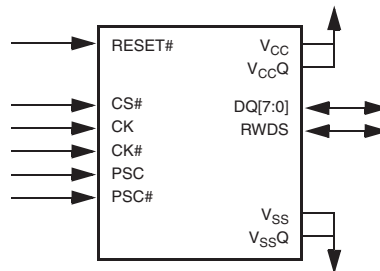 RESET#
CS#
CK
CK#
PSC
PSC#
VCC
VCCQ
DQ[7:0]
RWDS
VSS
VSSQ